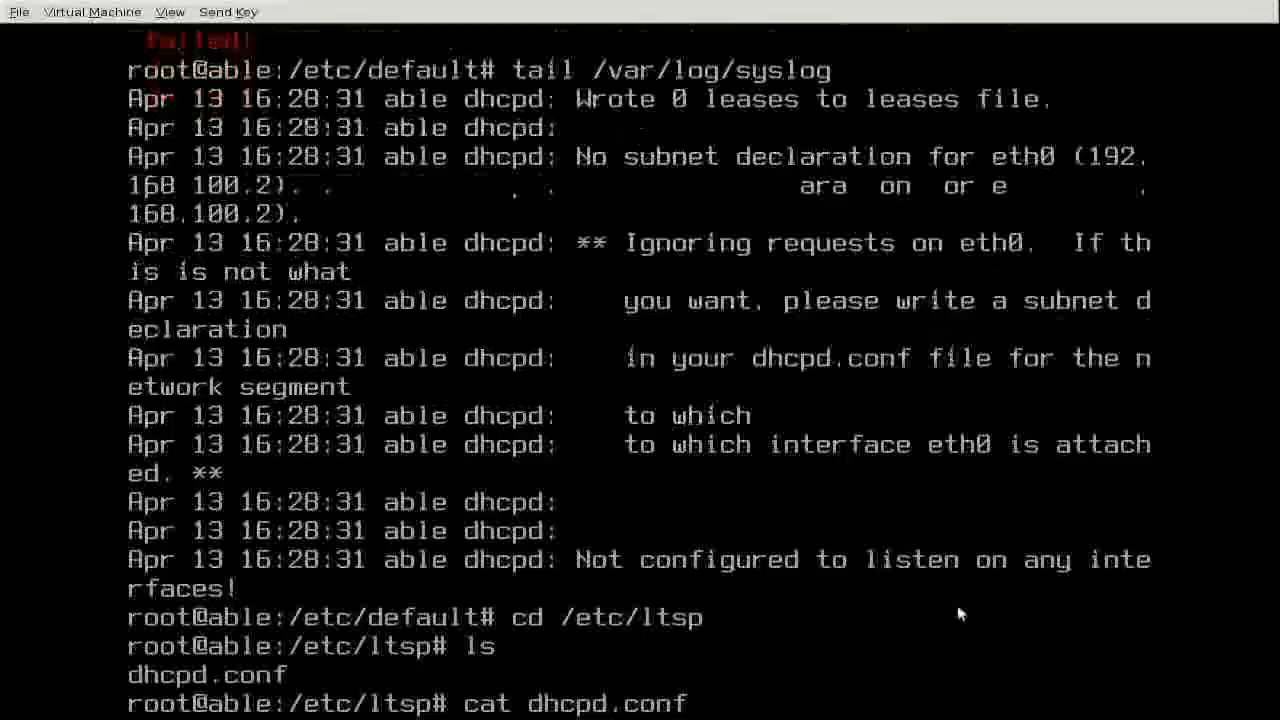 File Virtual Machine View Send Key
failed!
root@able:/etc/default# tail /var/log/syslog
Apr 13 16:28:31 able dhcpd: Wrote 0 leases to leases file.
Apr 13 16:28:31 able dhcpd:
Apr 13 16:28:31 able dhcpd: No subnet declaration for eth0 (192.
168.100.2).
168.100.2).
Apr 13 16:28:31 able dhcpd: ** Ignoring requests on eth0.  If th
is is not what
Apr 13 16:28:31 able dhcpd:    you want, please write a subnet d
eclaration
Apr 13 16:28:31 able dhcpd:    in your dhcpd.conf file for the n
etwork segment
Apr 13 16:28:31 able dhcpd:    to which
Apr 13 16:28:31 able dhcpd:    to which interface eth0 is attach
ed. **
Apr 13 16:28:31 able dhcpd:
Apr 13 16:28:31 able dhcpd:
Apr 13 16:28:31 able dhcpd: Not configured to listen on any inte
rfaces!
root@able:/etc/default# cd /etc/ltsp
root@able:/etc/ltsp# ls
dhcpd.conf
root@able:/etc/ltsp# cat dhcpd.conf